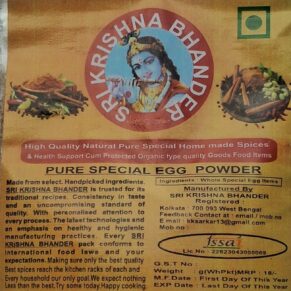 SRI KRISHNA BHANDER
High Quality Natural Pure Special Home made Spices
& Health Support Cum Protected Organic type quality Goods Food Items
PURE SPECIAL EGG POWDER
Made from select. Handpicked ingredients.
SRI KRISHNA BHANDER is trusted for its
traditional recipes. Consistency in taste
and an uncompromising standard of
quality. With personalised attention to
every process. The latest technologies and
an emphasis on healthy and hygienic
manufacturing practices. Every SRI
KRISHNA BHANDER pack conforms to
International food laws and your
expectations. Making sure only the best quality
Best spices reach the kitchen racks of each and
Every household our only goal.We expect nothing
Less than the best.Try some today.Happy cooking.
Ingredients : Whole Special Egg Items
Manufactured By
SRI KRISHNA BHANDER
Registered :
Kolkata : 700 093 West Bengal
Feedback Contact at : email / mob no
E mail : kksarkar13@gmail.com
Mob no
fssai
Lic No
G.S.T No
Weight : g(WhPkt)MRP : 18/-
M.F Date : First Day Of This Year
EXP Date : Last Day Of This Year